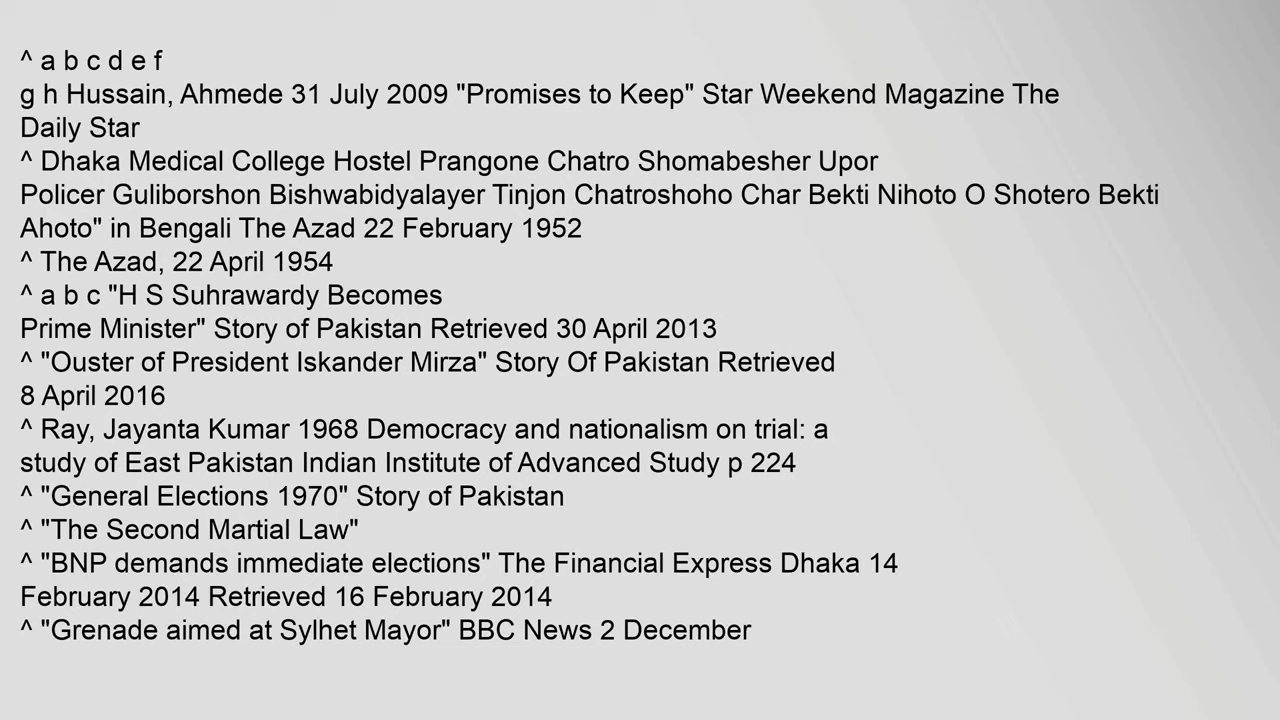 ^ a b c d e f
g h Hussain, Ahmede 31 July 2009 "Promises to Keep" Star Weekend Magazine The
Daily Star
^ Dhaka Medical College Hostel Prangone Chatro Shomabesher Upor
Policer Guliborshon Bishwabidyalayer Tinjon Chatroshoho Char Bekti Nihoto O Shotero Bekti
Ahoto" in Bengali The Azad 22 February 1952
^ The Azad, 22 April 1954
^ a b c "H S Suhrawardy Becomes
Prime Minister" Story of Pakistan Retrieved 30 April 2013
^ "Ouster of President Iskander Mirza" Story Of Pakistan Retrieved
8 April 2016
^ Ray, Jayanta Kumar 1968 Democracy and nationalism on trial: a
study of East Pakistan Indian Institute of Advanced Study p 224
^ "General Elections 1970" Story of Pakistan
^ "The Second Martial Law"
^ "BNP demands immediate elections" The Financial Express Dhaka 14
February 2014 Retrieved 16 February 2014
^ "Grenade aimed at Sylhet Mayor" BBC News 2 December